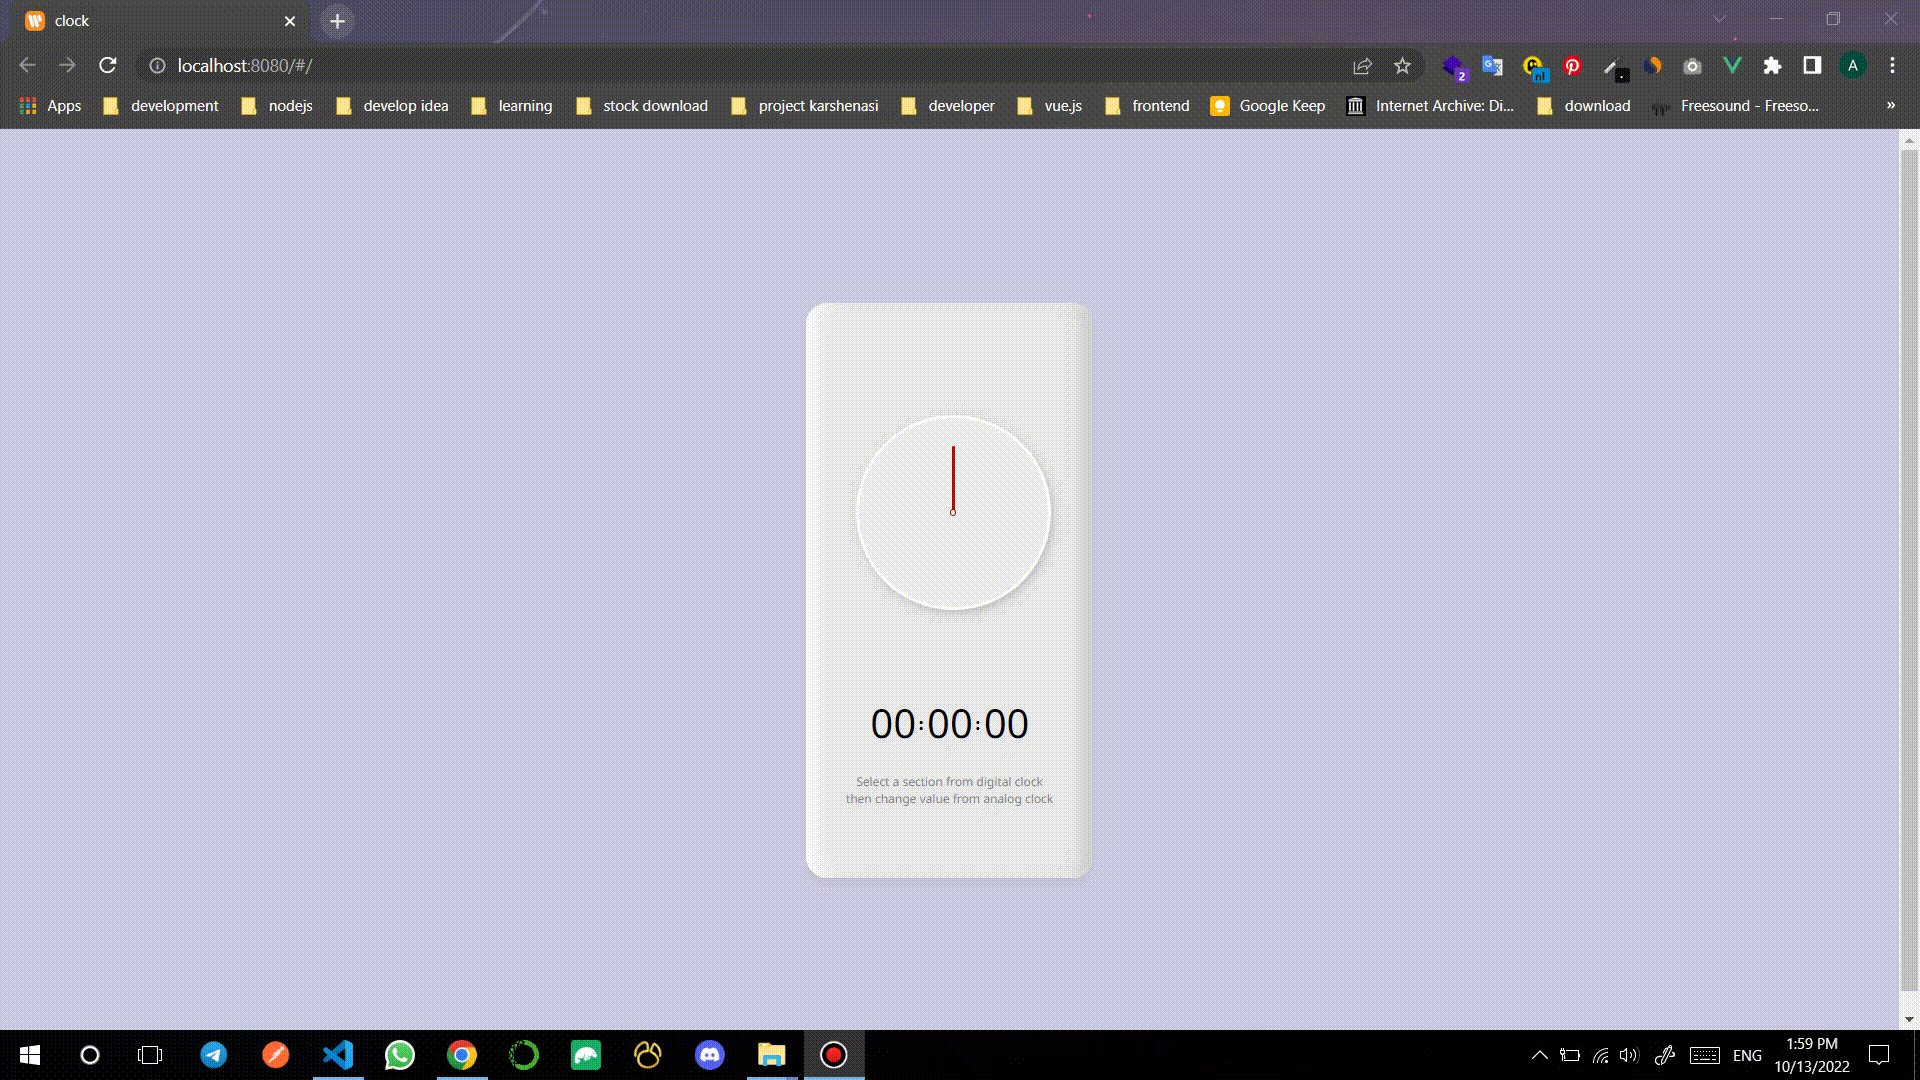 clock
localhost:8080/#/
2
nl
A
Apps
development
nodejs
develop idea
learning
stock download
project karshenasi
developer
vue.js
frontend
Google Keep
Internet Archive: Di...
download
Freesound - Freeso...
»
00:00:00
Select a section from digital clock
then change value from analog clock
ENG
1:59 PM
10/13/2022